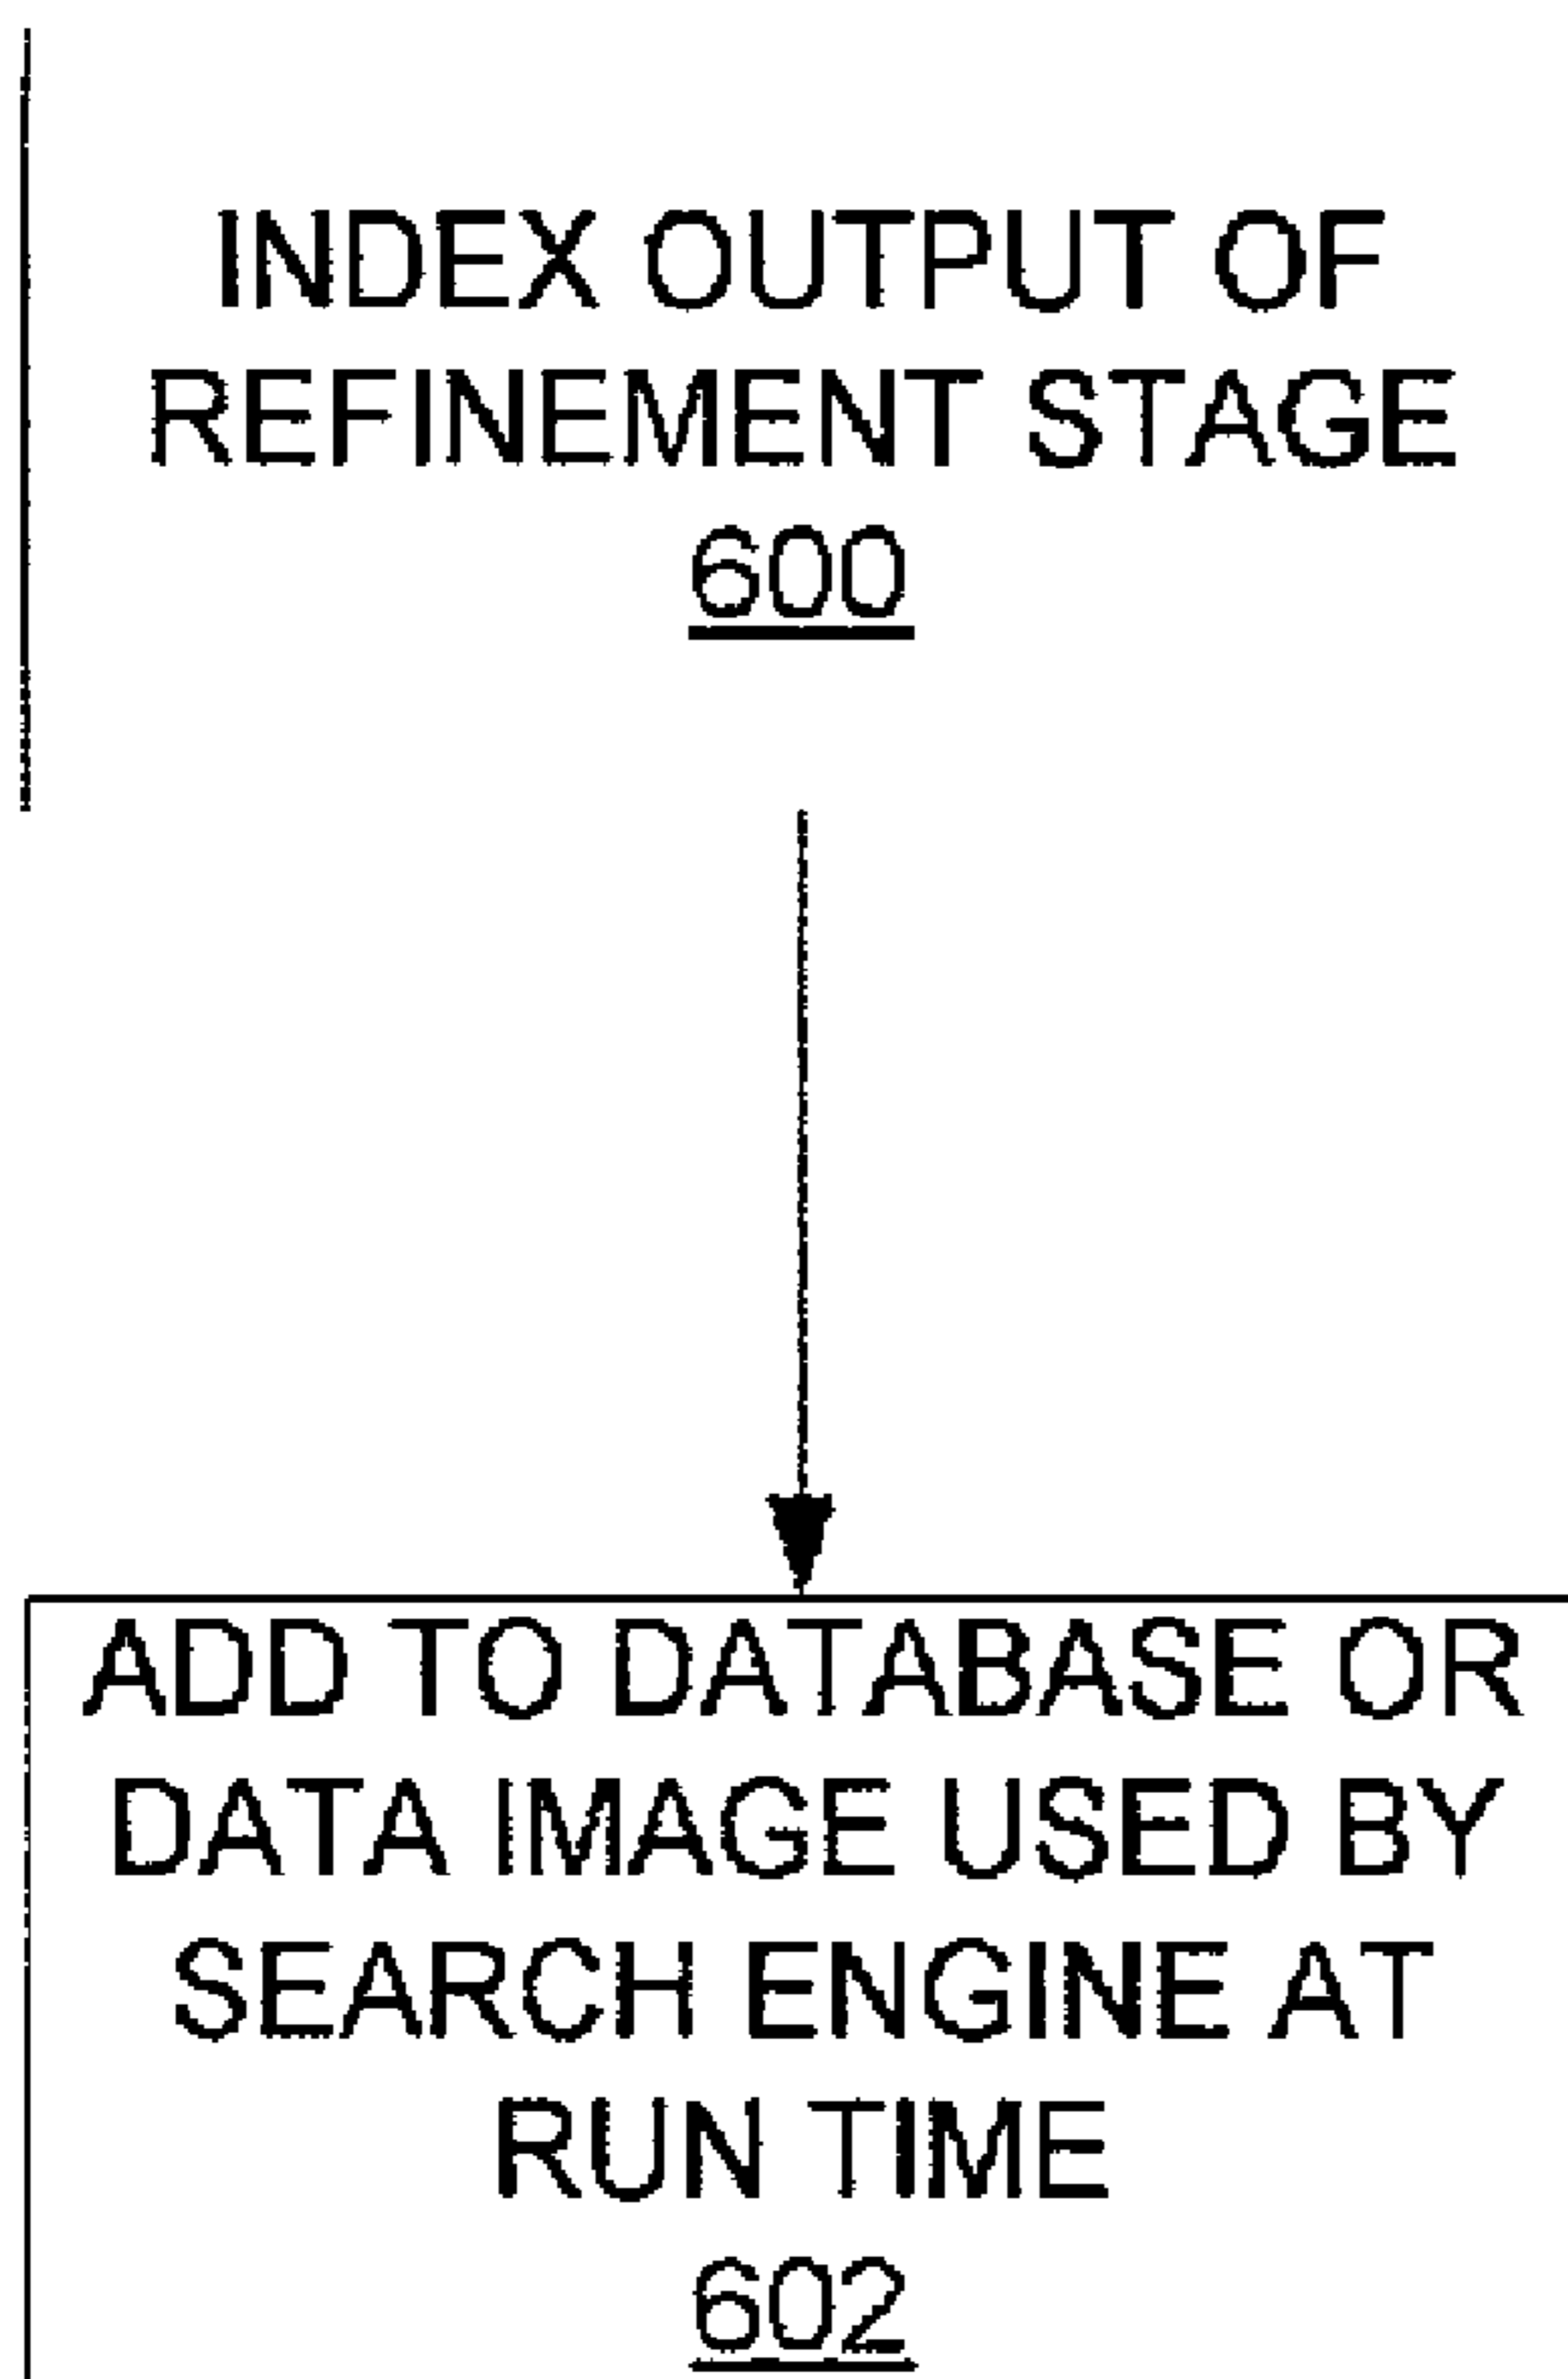 INDEX OUTPUT OF
REFINEMENT STAGE
600
ADD TO DATABASE OR
DATA IMAGE USED BY
SEARCH ENGINE AT
RUN TIME
602